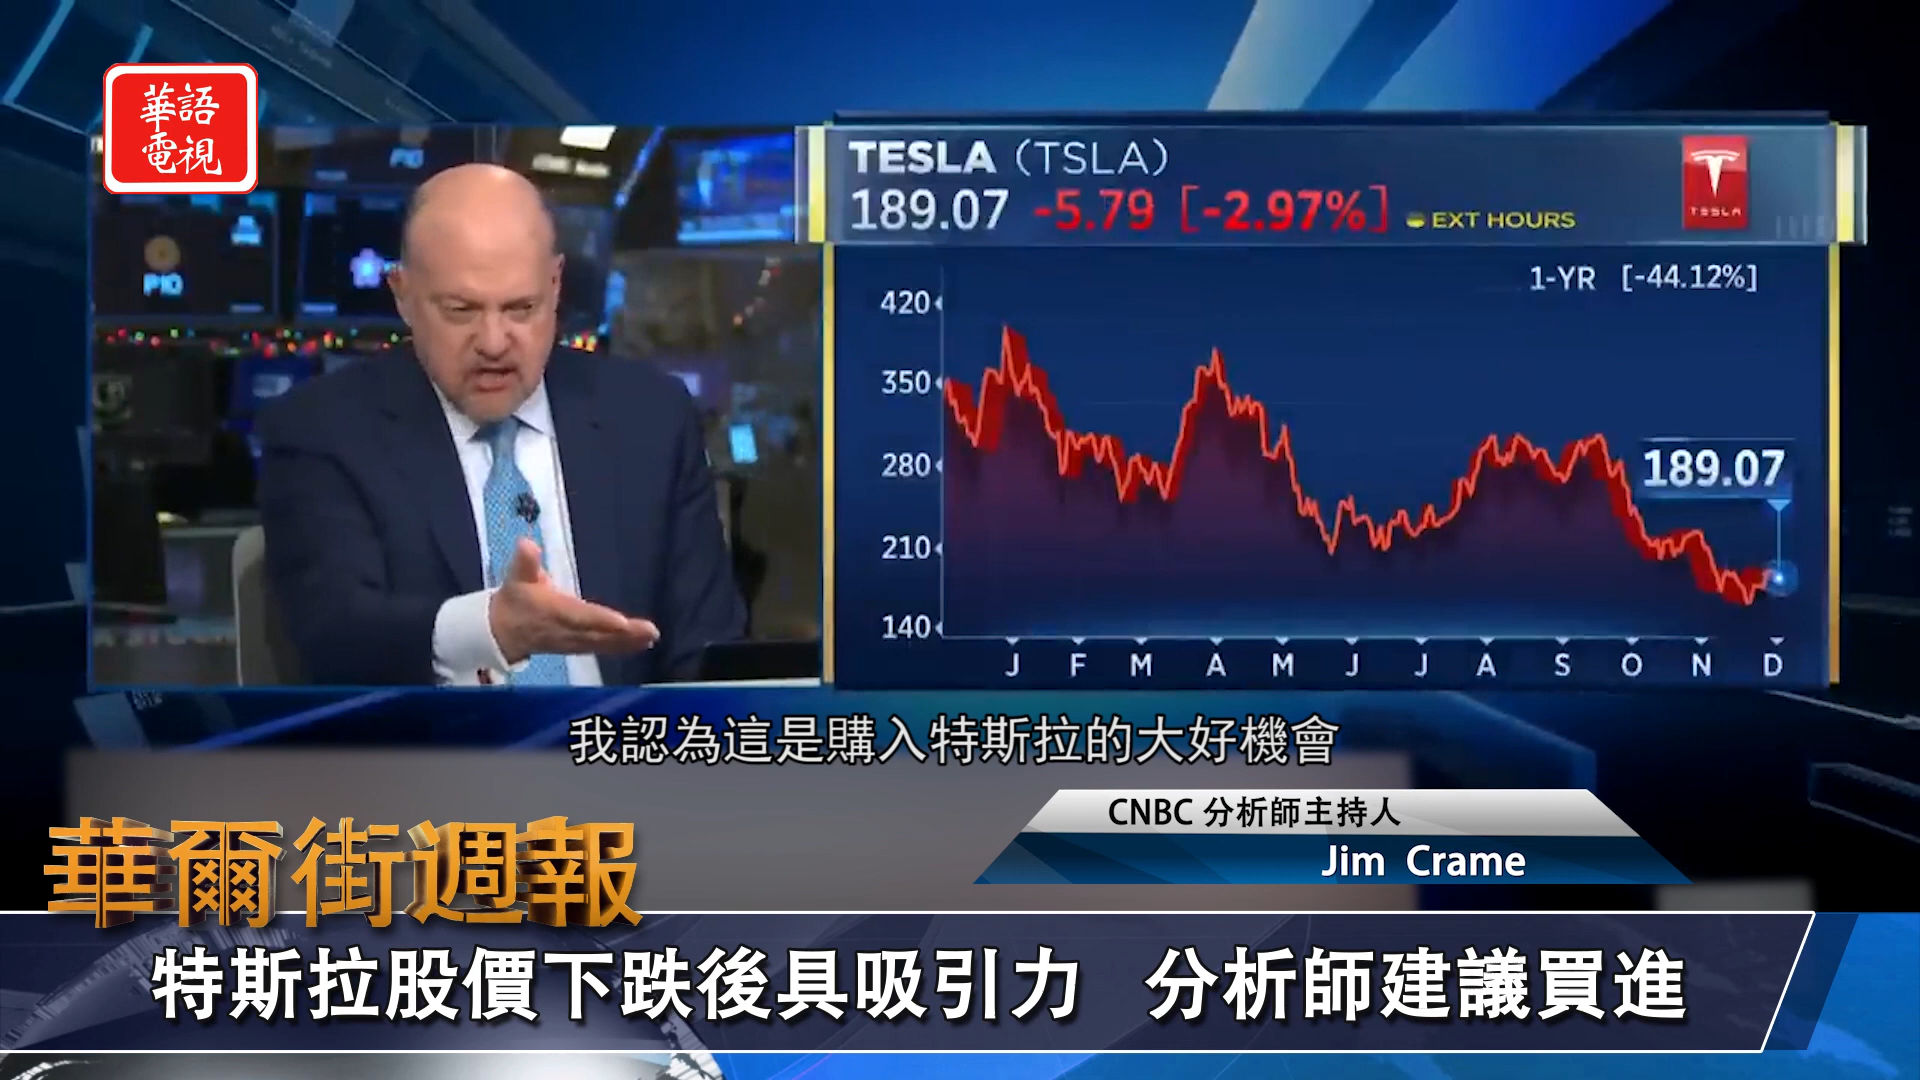 華語
電視
PIO
PIO
TESLA (TSLA)
189.07 -5.79 [-2.97%] EXT HOURS
TESLA
1-YR [-44.12%]
420
350
280
210
140
189.07
J F M A M J J A S O N D
我認為這是購入特斯拉的大好機會
CNBC 分析師主持人
Jim Crame
華爾街週報
特斯拉股價下跌後具吸引力 分析師建議買進